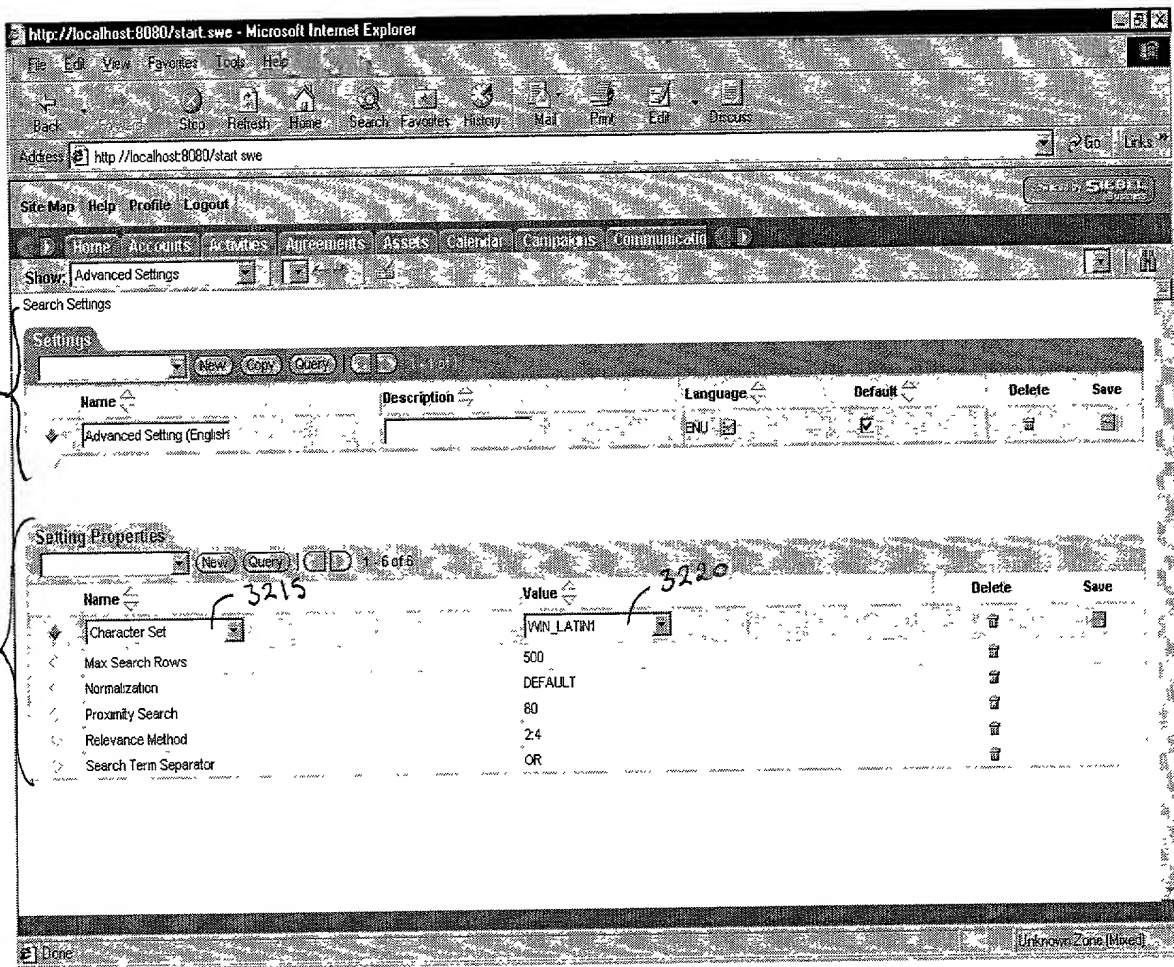 http://localhost:8080/start.swe - Microsoft Internet Explorer
File Edit View Favorites Tools Help
Back Stop Refresh Home Search Favorites History Mail Print Edit Discuss
Address http //localhost:8080/start swe Go Links »
Site Map Help Profile Logout SIEBEL
Home Accounts Activities Agreements Assets Calendar Campaigns Communicatio
Show: Advanced Settings
Search Settings
Settings
New Copy Query
Name Description Language Default Delete Save
Advanced Setting (English ENU
Setting Properties
New Query 1 - 6 of 6
3215 3220
Name Value Delete Save
Character Set WIN_LATIN1
Max Search Rows 500
Normalization DEFAULT
Proximity Search 80
Relevance Method 2:4
Search Term Separator OR
Done Unknown Zone (Mixed)